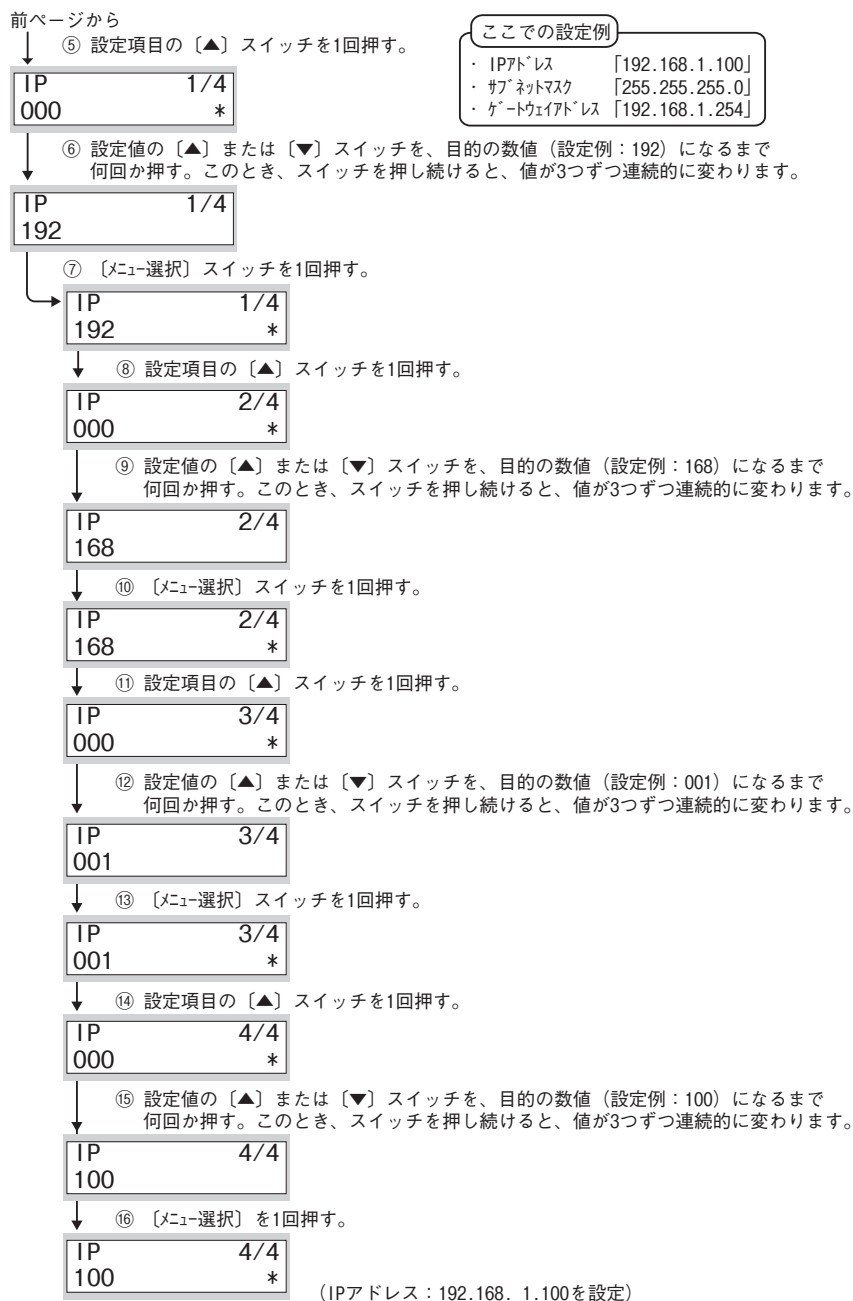 前ページから
⑤ 設定項目の〔▲〕スイッチを1回押す。
ここでの設定例
・ IPｱﾄﾞﾚｽ 「192.168.1.100」
・ ｻﾌﾞﾈｯﾄﾏｽｸ 「255.255.255.0」
・ ｹﾞｰﾄｳｪｲｱﾄﾞﾚｽ 「192.168.1.254」
IP 1/4
000 *
⑥ 設定値の〔▲〕または〔▼〕スイッチを、目的の数値（設定例：192）になるまで
何回か押す。このとき、スイッチを押し続けると、値が3つずつ連続的に変わります。
IP 1/4
192
⑦ 〔ﾒﾆｭｰ選択〕スイッチを1回押す。
IP 1/4
192 *
⑧ 設定項目の〔▲〕スイッチを1回押す。
IP 2/4
000 *
⑨ 設定値の〔▲〕または〔▼〕スイッチを、目的の数値（設定例：168）になるまで
何回か押す。このとき、スイッチを押し続けると、値が3つずつ連続的に変わります。
IP 2/4
168
⑩ 〔ﾒﾆｭｰ選択〕スイッチを1回押す。
IP 2/4
168 *
⑪ 設定項目の〔▲〕スイッチを1回押す。
IP 3/4
000 *
⑫ 設定値の〔▲〕または〔▼〕スイッチを、目的の数値（設定例：001）になるまで
何回か押す。このとき、スイッチを押し続けると、値が3つずつ連続的に変わります。
IP 3/4
001
⑬ 〔ﾒﾆｭｰ選択〕スイッチを1回押す。
IP 3/4
001 *
⑭ 設定項目の〔▲〕スイッチを1回押す。
IP 4/4
000 *
⑮ 設定値の〔▲〕または〔▼〕スイッチを、目的の数値（設定例：100）になるまで
何回か押す。このとき、スイッチを押し続けると、値が3つずつ連続的に変わります。
IP 4/4
100
⑯ 〔ﾒﾆｭｰ選択〕を1回押す。
IP 4/4
100 *
（IPアドレス：192.168. 1.100を設定）